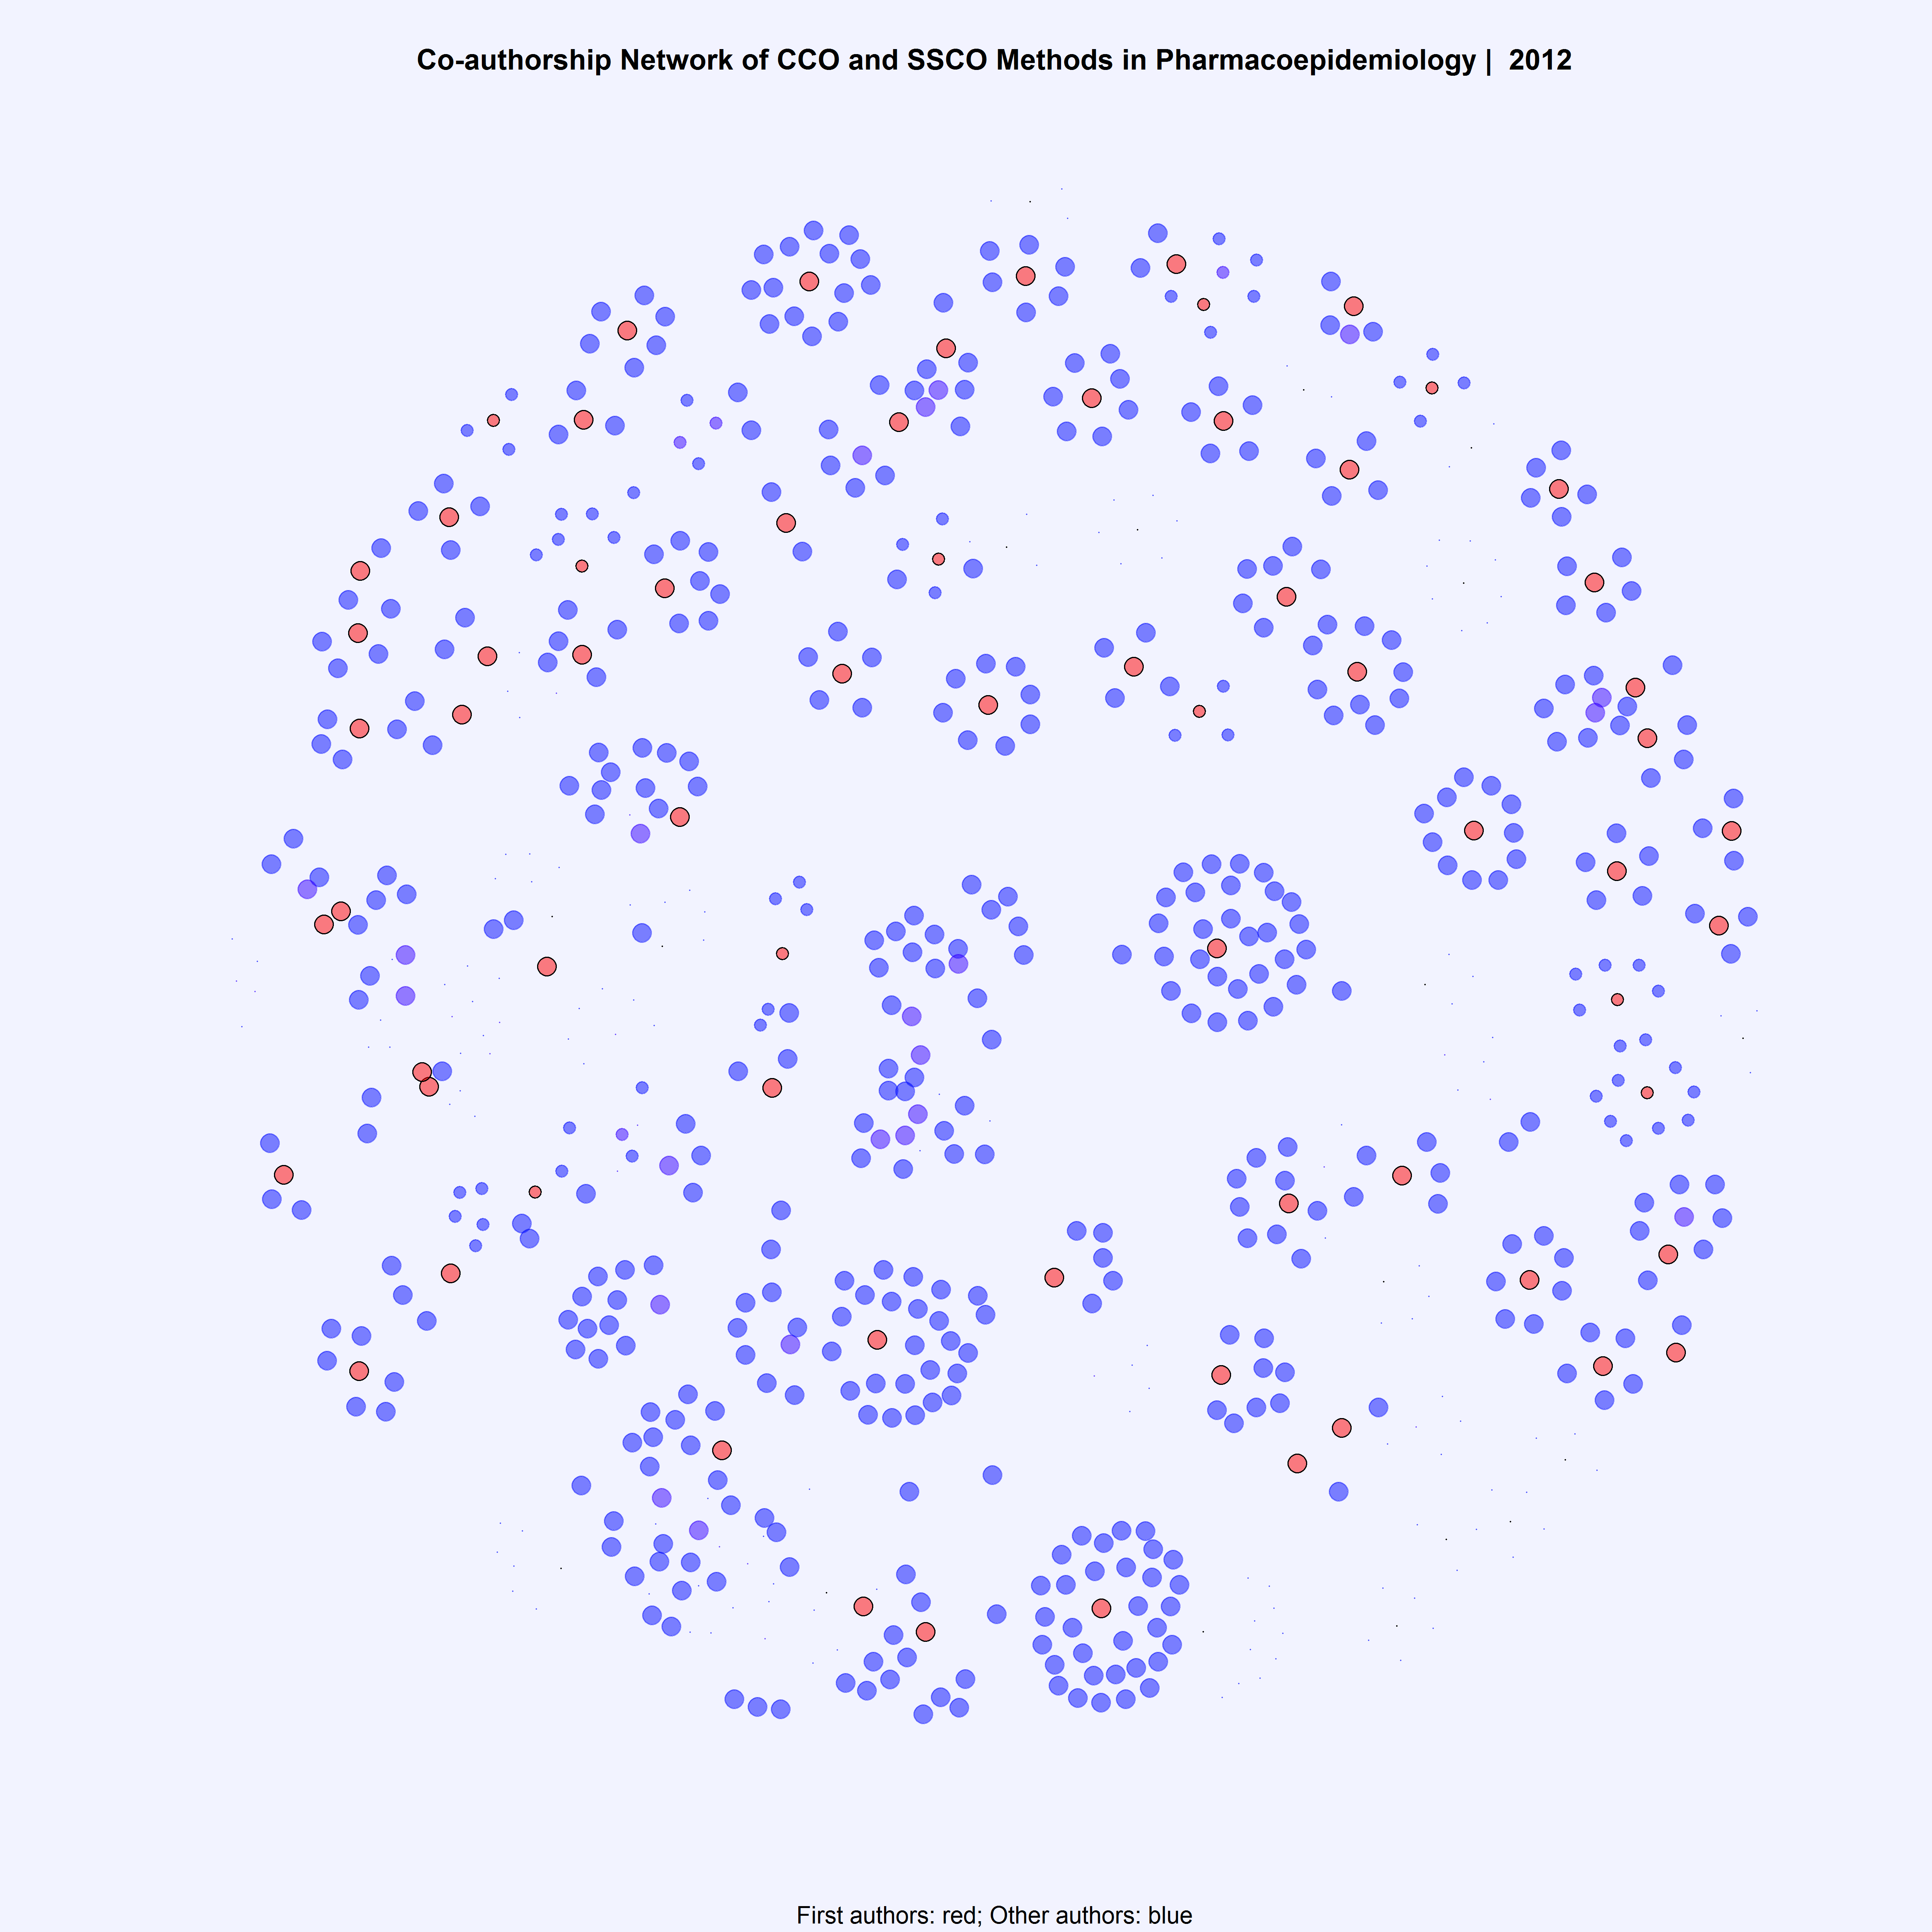 Co-authorship Network of CCO and SSCO Methods in Pharmacoepidemiology | 2012
First authors: red; Other authors: blue